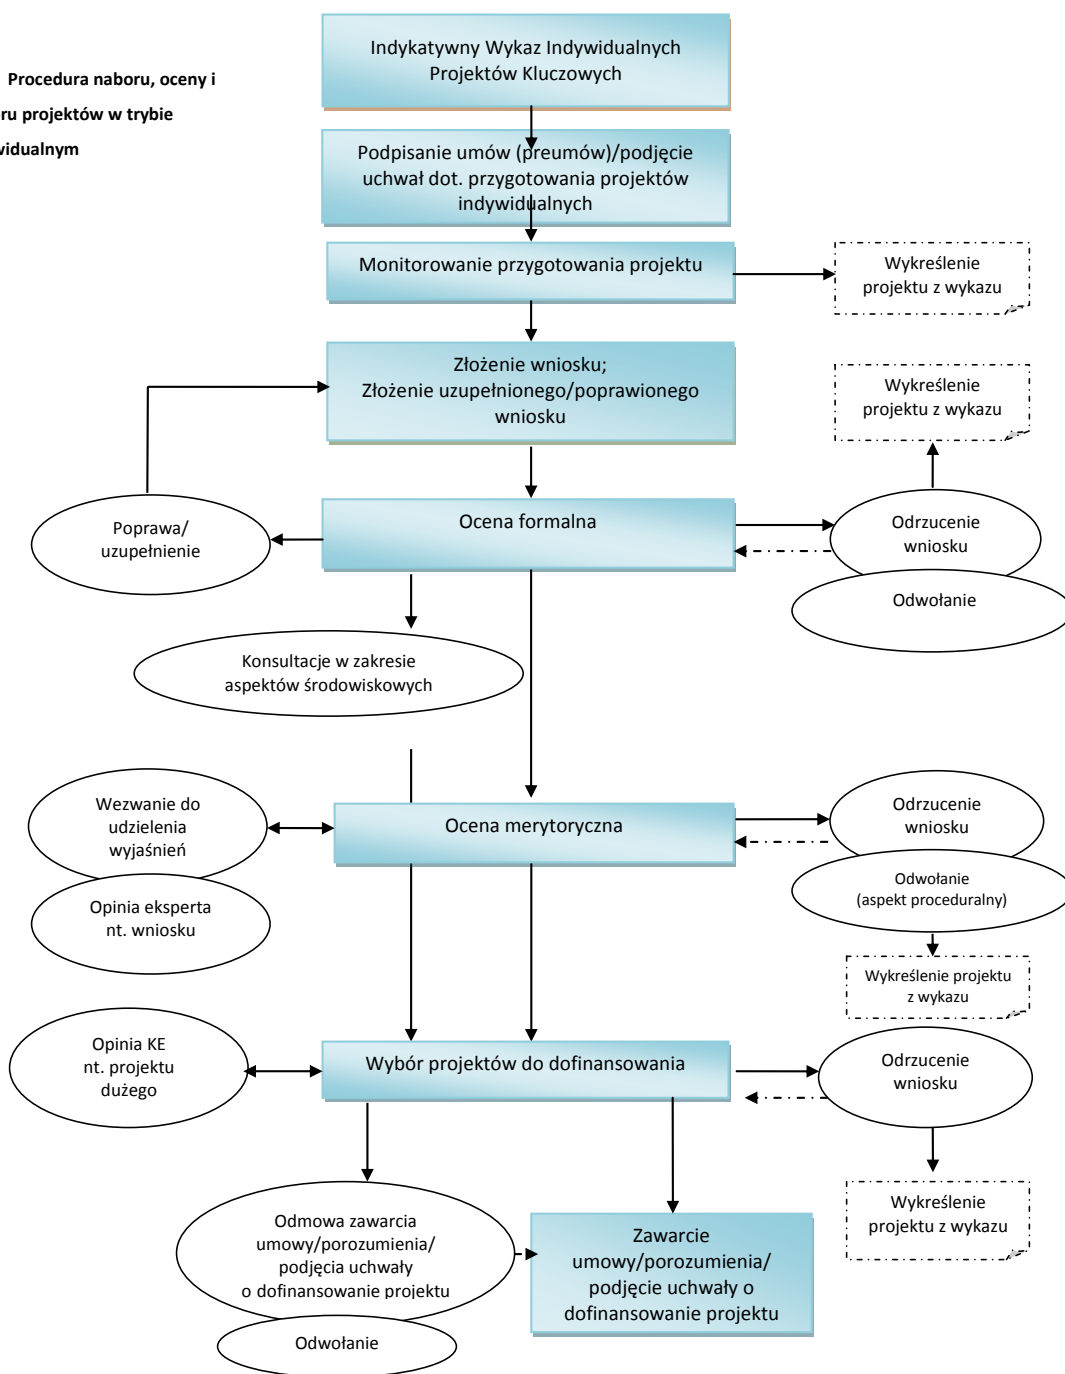 Procedura naboru, oceny i
ru projektów w trybie
widualnym
Indykatywny Wykaz Indywidualnych
Projektów Kluczowych
Podpisanie umów (preumów)/podjęcie
uchwał dot. przygotowania projektów
indywidualnych
Monitorowanie przygotowania projektu
Wykreślenie
projektu z wykazu
Złożenie wniosku;
Złożenie uzupełnionego/poprawionego
wniosku
Wykreślenie
projektu z wykazu
Poprawa/
uzupełnienie
Ocena formalna
Odrzucenie
wniosku
Odwołanie
Konsultacje w zakresie
aspektów środowiskowych
Wezwanie do
udzielenia
wyjaśnień
Ocena merytoryczna
Odrzucenie
wniosku
Odwołanie
(aspekt proceduralny)
Opinia eksperta
nt. wniosku
Wykreślenie projektu
z wykazu
Opinia KE
nt. projektu
dużego
Wybór projektów do dofinansowania
Odrzucenie
wniosku
Wykreślenie
projektu z wykazu
Odmowa zawarcia
umowy/porozumienia/
podjęcia uchwały
o dofinansowanie projektu
Zawarcie
umowy/porozumienia/
podjęcie uchwały o
dofinansowanie projektu
Odwołanie